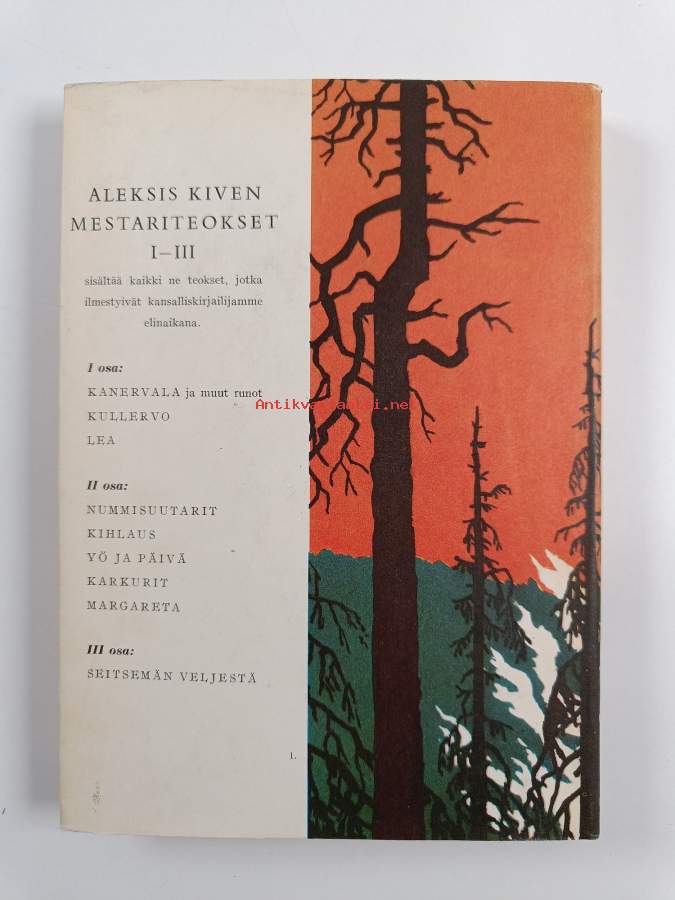 ALEKSIS KIVEN
MESTARITEOKSET
I–III
sisältää kaikki ne teokset, jotka
ilmestyivät kansalliskirjailijamme
elinaikana.
I osa:
KANERVALA ja muut runot
KULLERVO
LEA
II osa:
NUMMISUUTARIT
KIHLAUS
YÖ JA PÄIVÄ
KARKURIT
MARGARETA
III osa:
SEITSEMÄN VELJESTÄ
1.